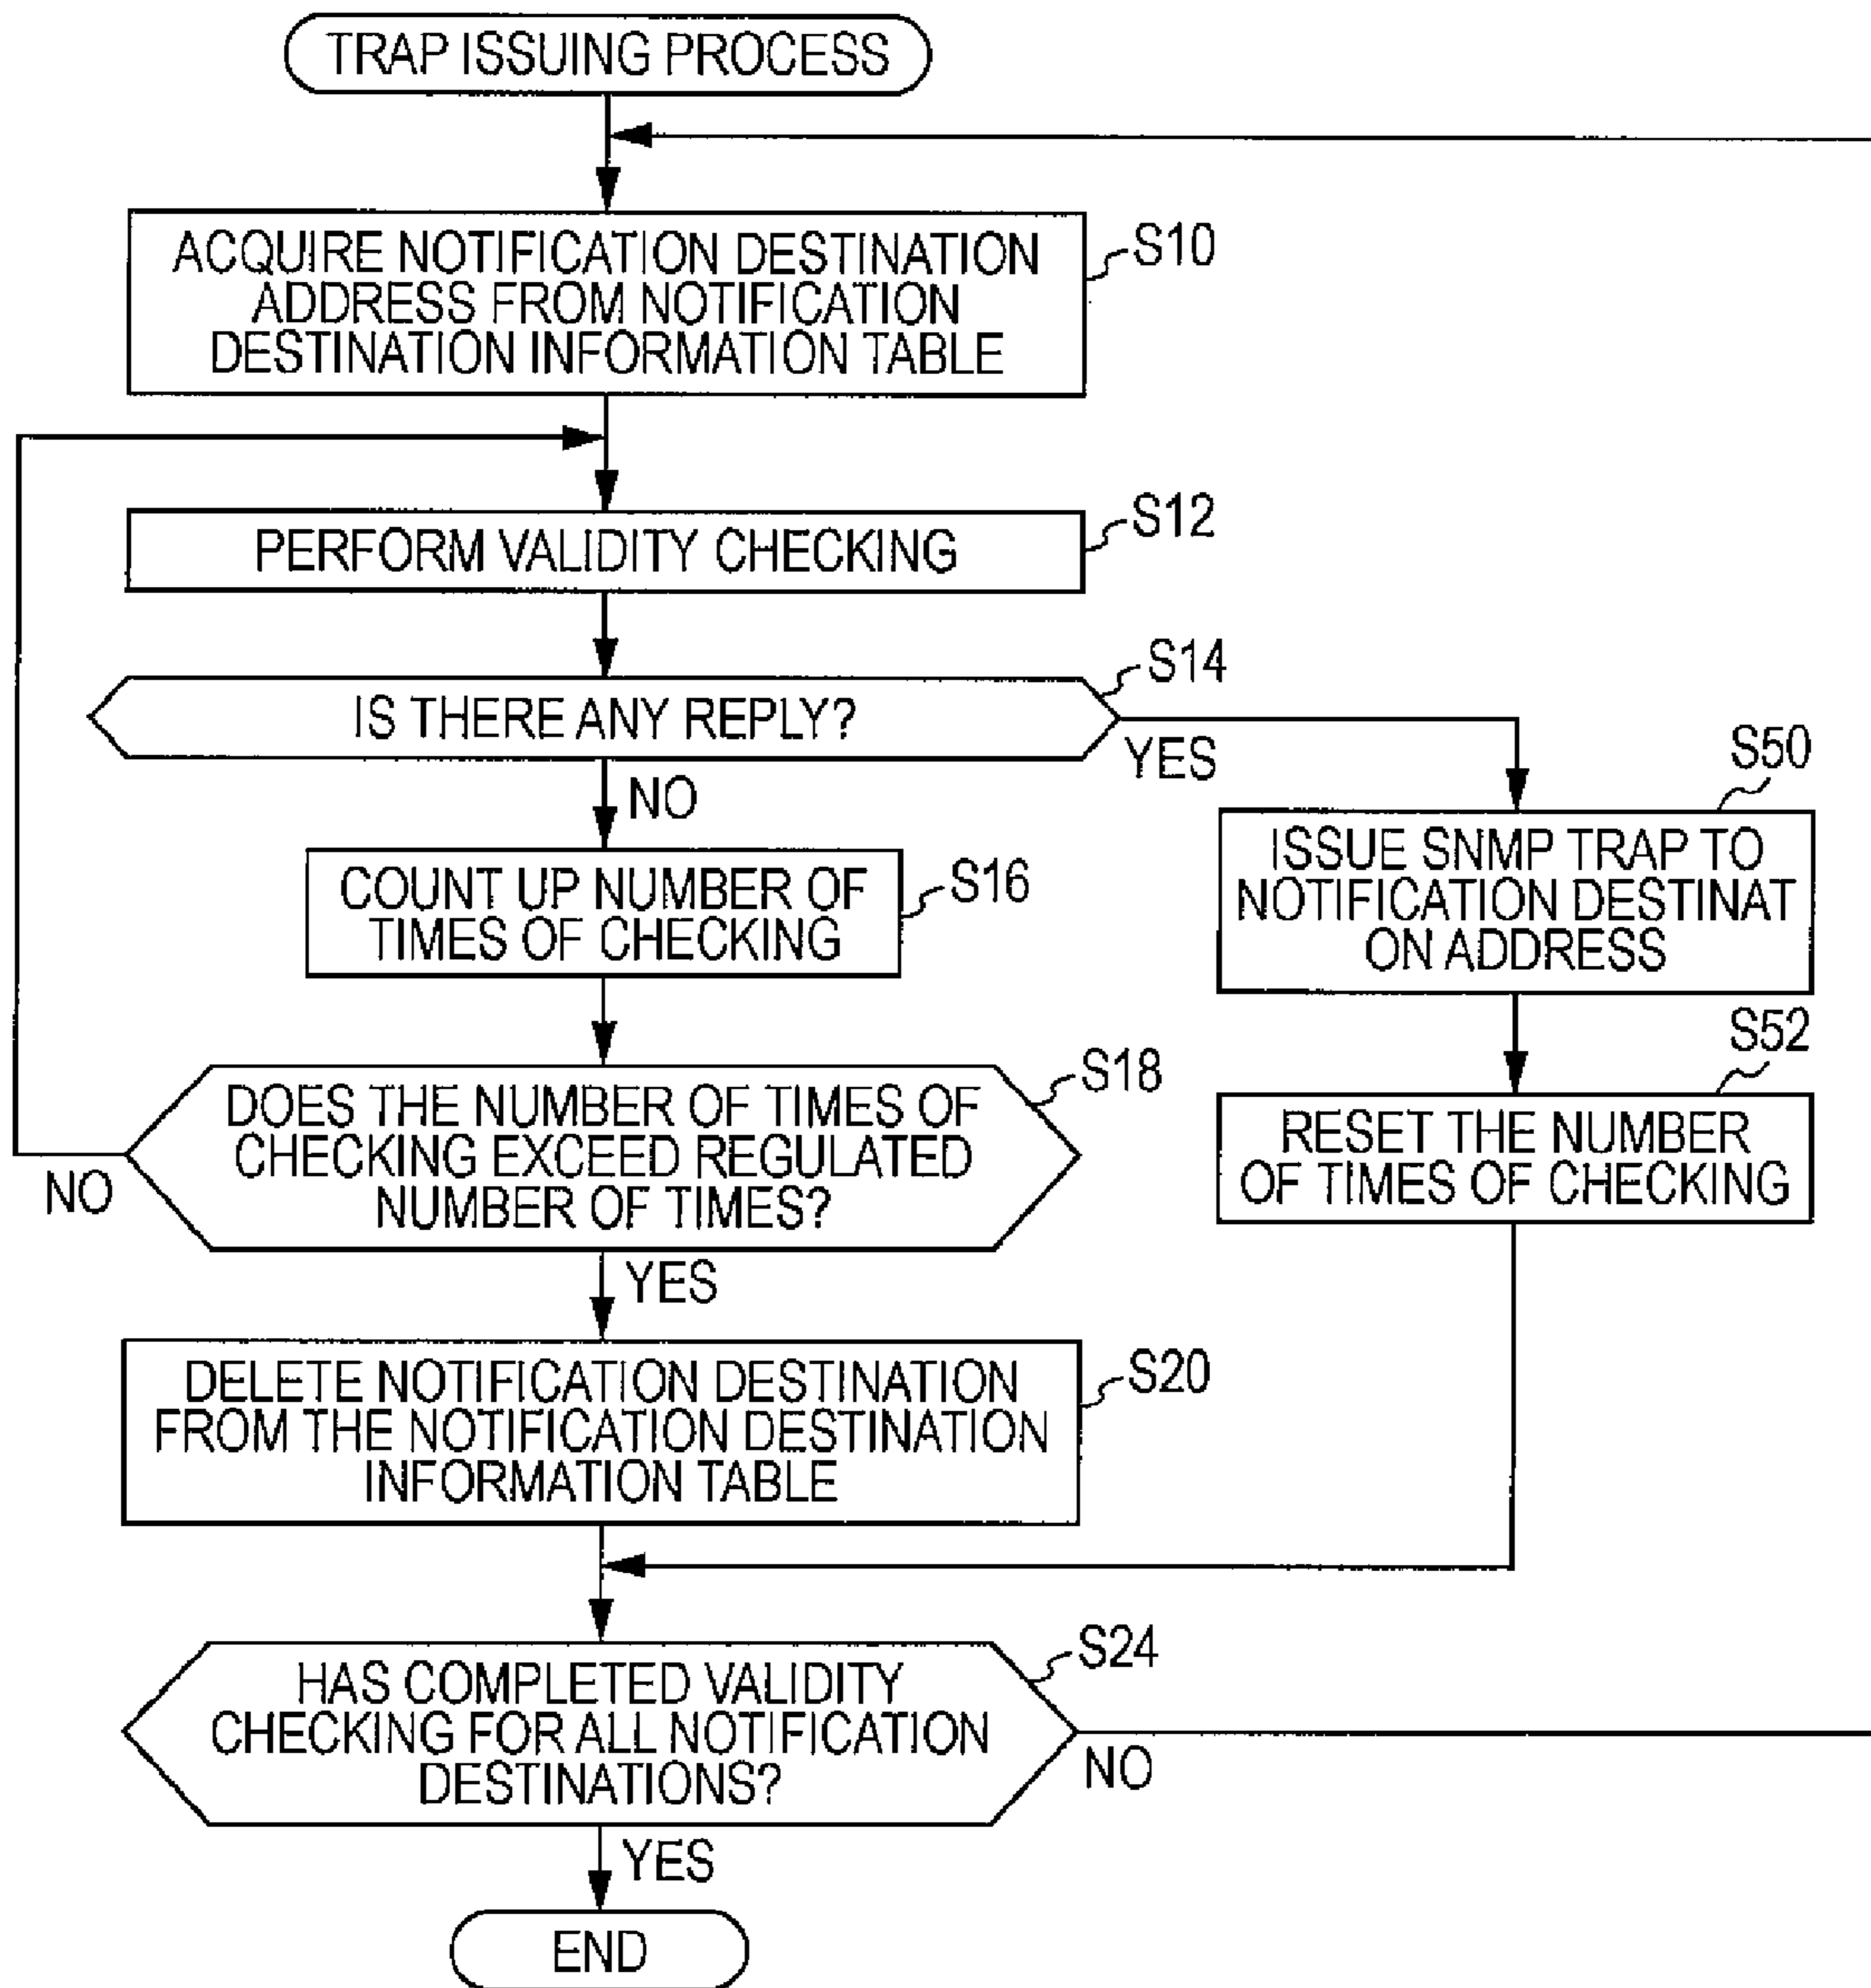 TRAP ISSUING PROCESS
ACQUIRE NOTIFICATION DESTINATION
ADDRESS FROM NOTIFICATION
DESTINATION INFORMATION TABLE
S10
PERFORM VALIDITY CHECKING
S12
IS THERE ANY REPLY?
S14
YES
NO
COUNT UP NUMBER OF
TIMES OF CHECKING
S16
S50
ISSUE SNMP TRAP TO
NOTIFICATION DESTINAT
ON ADDRESS
DOES THE NUMBER OF TIMES OF
CHECKING EXCEED REGULATED
NUMBER OF TIMES?
S18
NO
YES
S52
RESET THE NUMBER
OF TIMES OF CHECKING
DELETE NOTIFICATION DESTINATION
FROM THE NOTIFICATION DESTINATION
INFORMATION TABLE
S20
HAS COMPLETED VALIDITY
CHECKING FOR ALL NOTIFICATION
DESTINATIONS?
S24
NO
YES
END